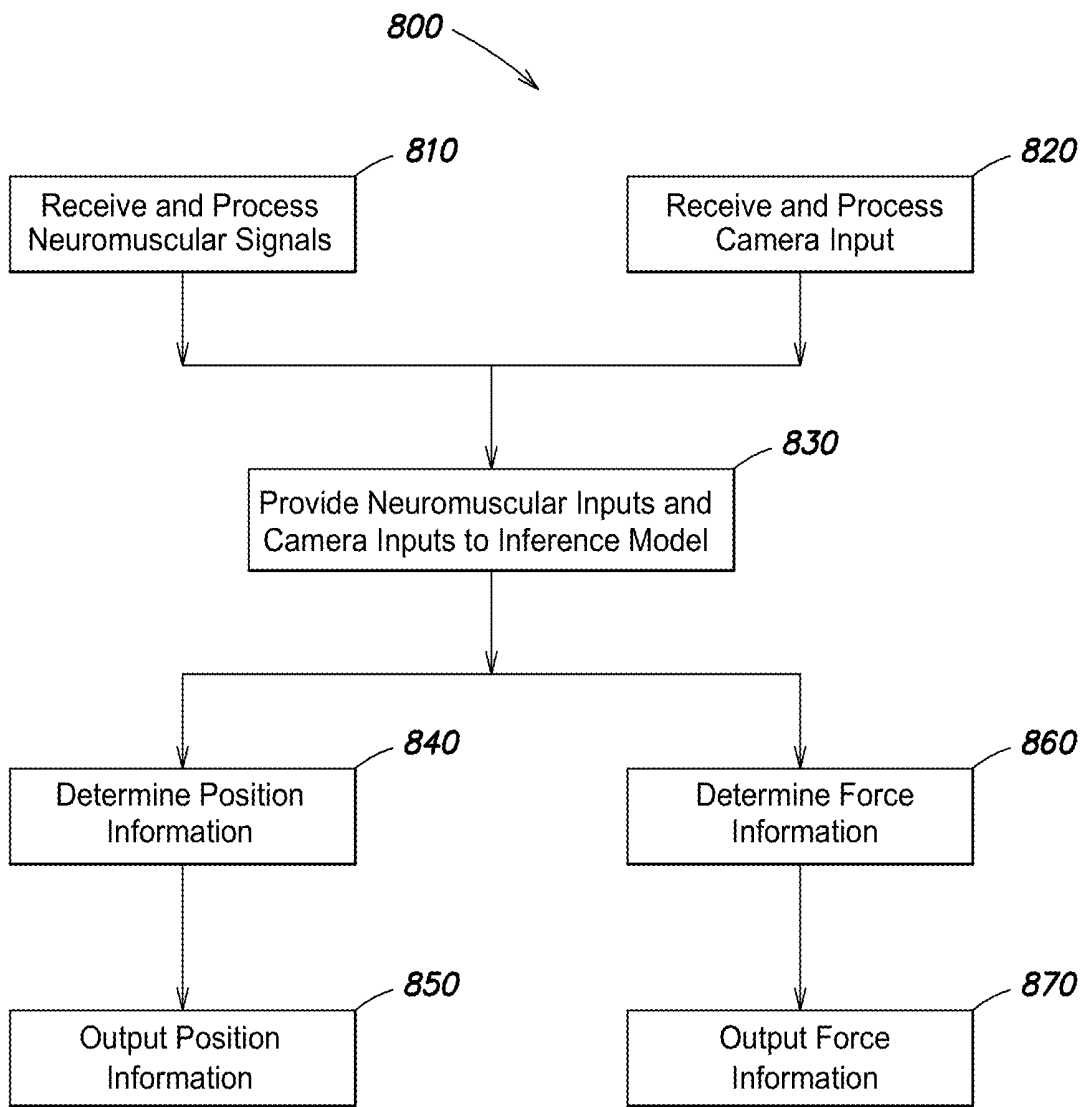 800
810
Receive and Process
Neuromuscular Signals
820
Receive and Process
Camera Input
830
Provide Neuromuscular Inputs and
Camera Inputs to Inference Model
840
Determine Position
Information
860
Determine Force
Information
850
Output Position
Information
870
Output Force
Information